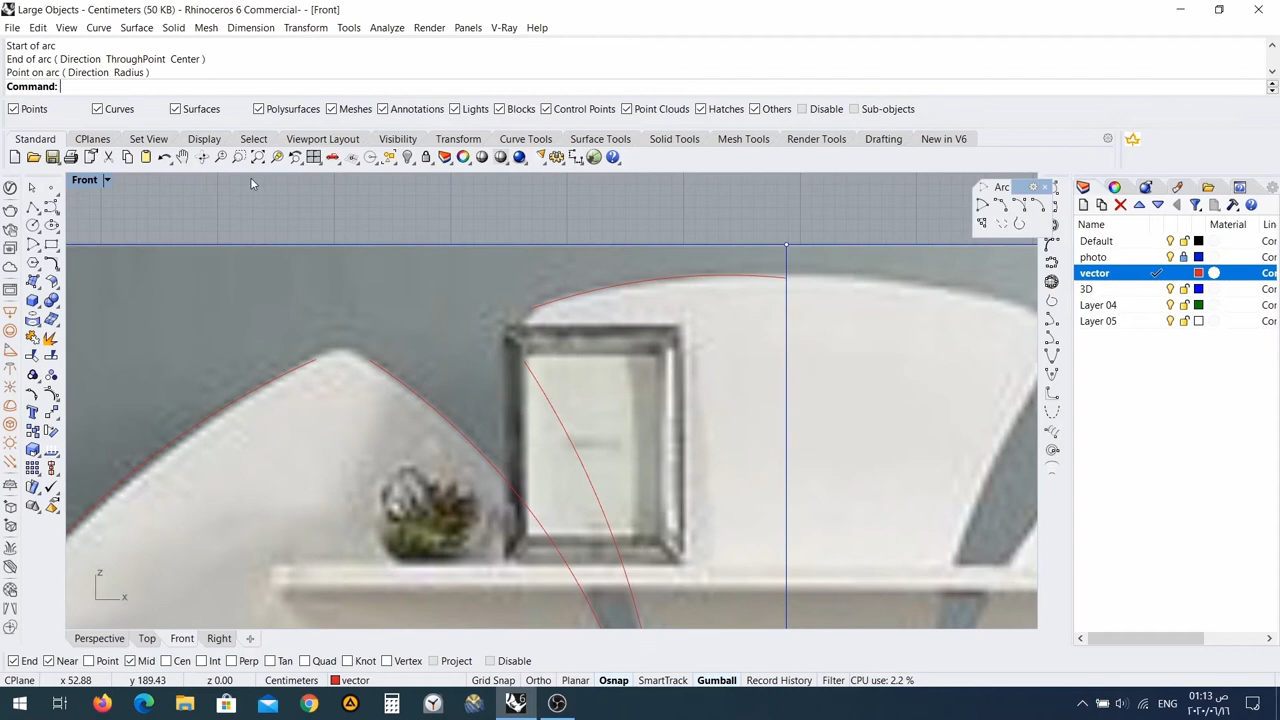 Large Objects - Centimeters (50 KB) - Rhinoceros 6 Commercial- - [Front]
File Edit View Curve Surface Solid Mesh Dimension Transform Tools Analyze Render Panels V-Ray Help
Start of arc
End of arc ( Direction ThroughPoint Center )
Point on arc ( Direction Radius )
Command:
Points Curves Surfaces Polysurfaces Meshes Annotations Lights Blocks Control Points Point Clouds Hatches Others Disable Sub-objects
Standard CPlanes Set View Display Select Viewport Layout Visibility Transform Curve Tools Surface Tools Solid Tools Mesh Tools Render Tools Drafting New in V6
Front
Arc
Name Material Lin
Default Cor
photo Cor
vector Cor
3D Cor
Layer 04 Cor
Layer 05 Cor
z
x
Perspective Top Front Right
End Near Point Mid Cen Int Perp Tan Quad Knot Vertex Project Disable
CPlane x 52.88 y 189.43 z 0.00 Centimeters vector Grid Snap Ortho Planar Osnap SmartTrack Gumball Record History Filter CPU use: 2.2 %
ENG
01:13 ص